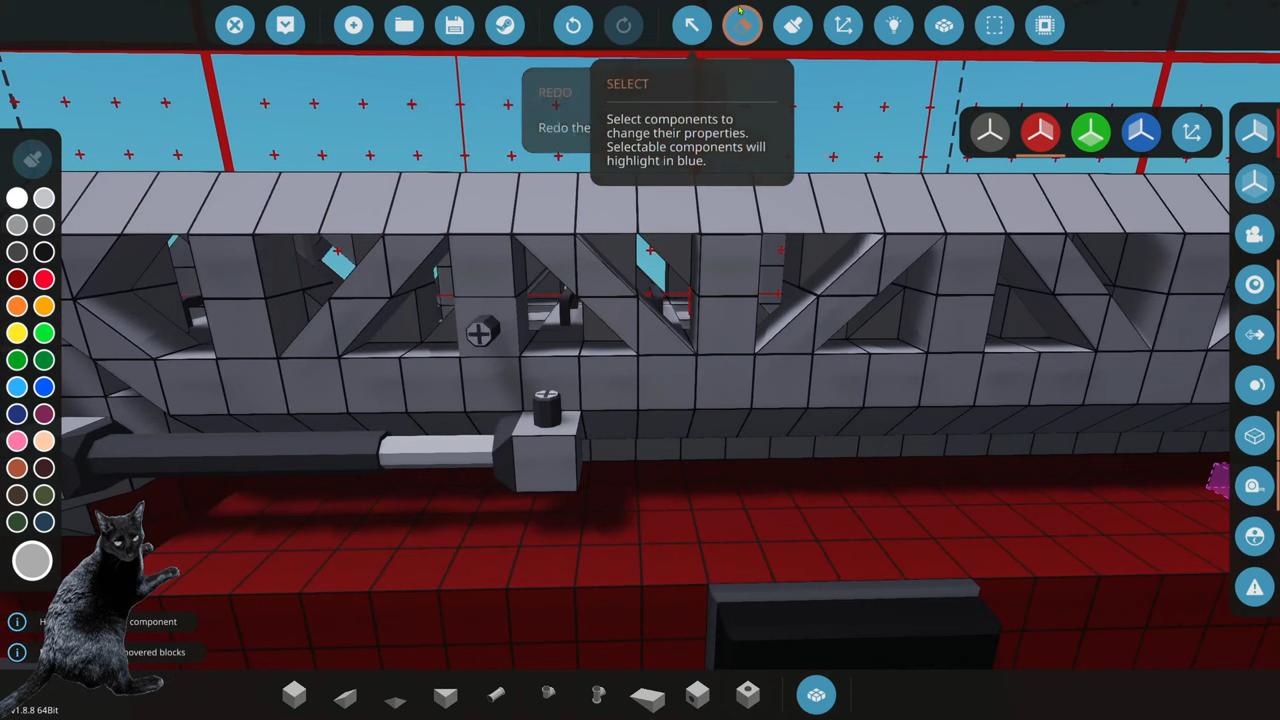 REDO
Redo the
SELECT
Select components to
change their properties.
Selectable components will
highlight in blue.
component
overed blocks
v1.8.8 64Bit